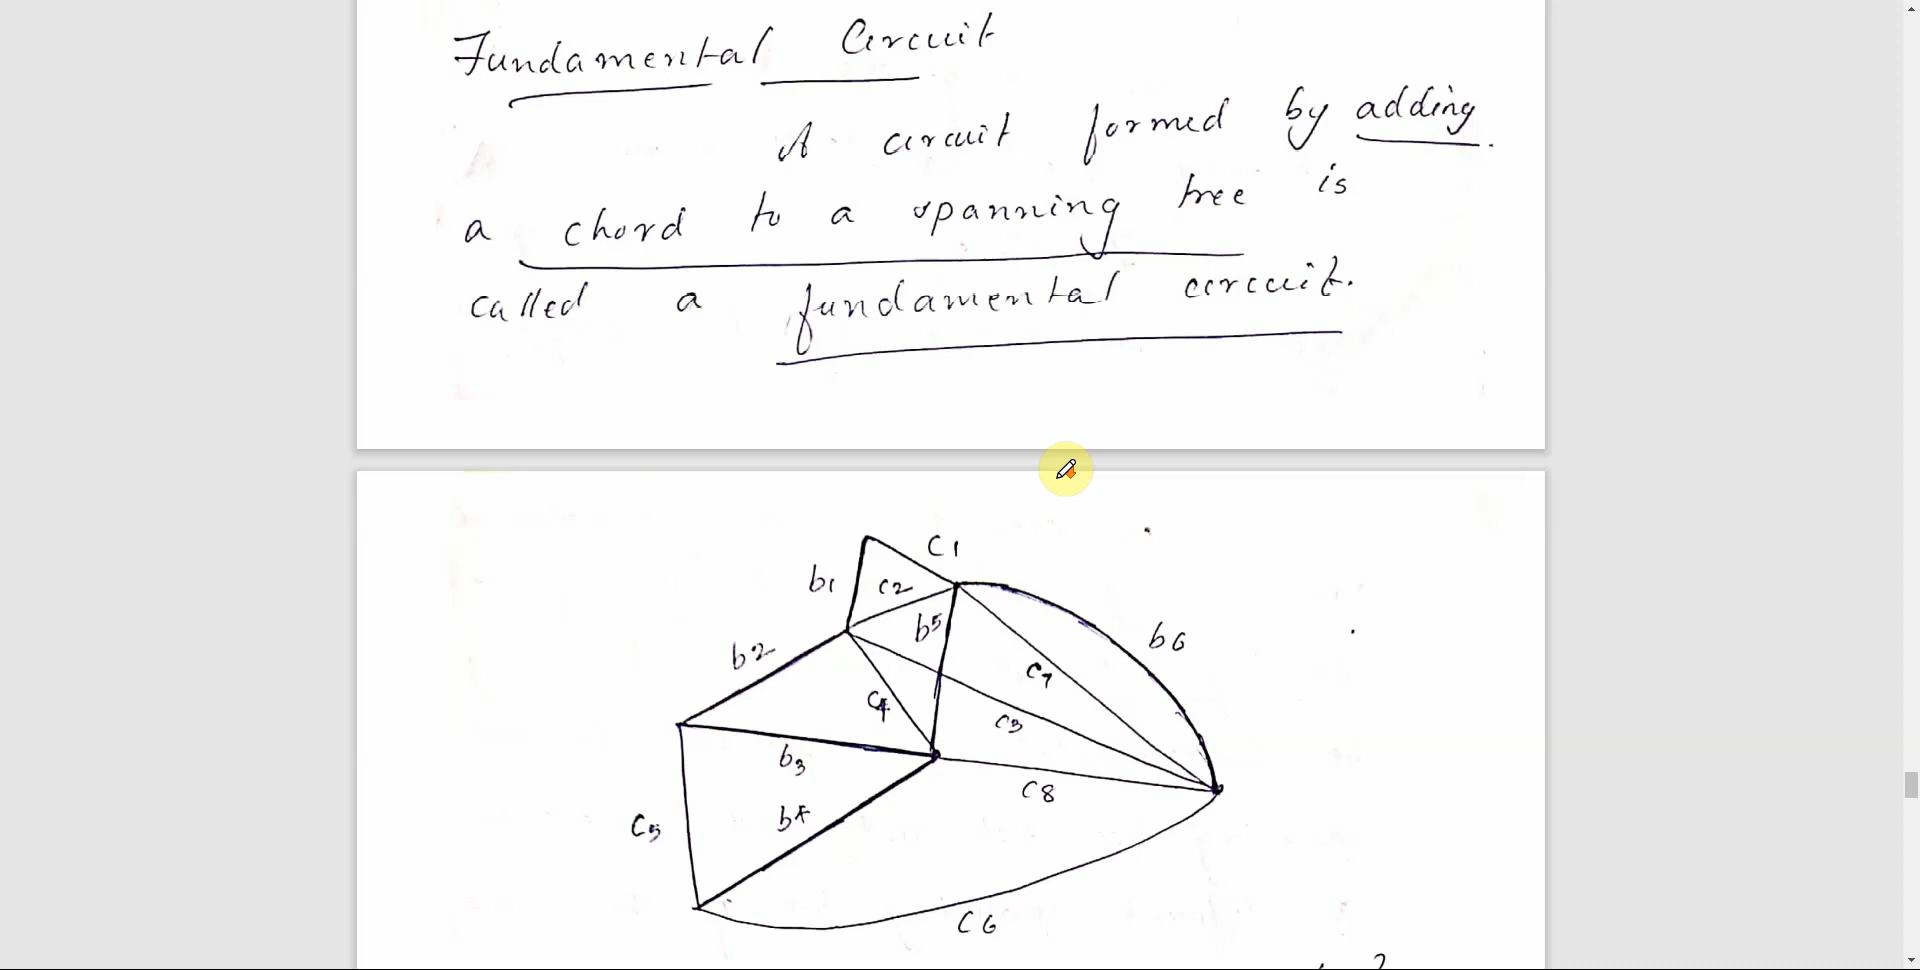 Fundamental Circuit
A circuit formed by adding
a chord to a spanning tree is
called a fundamental circuit.
C1
b1
c2
b5
b2
b6
c7
c4
c3
b3
c8
b4
C5
C6